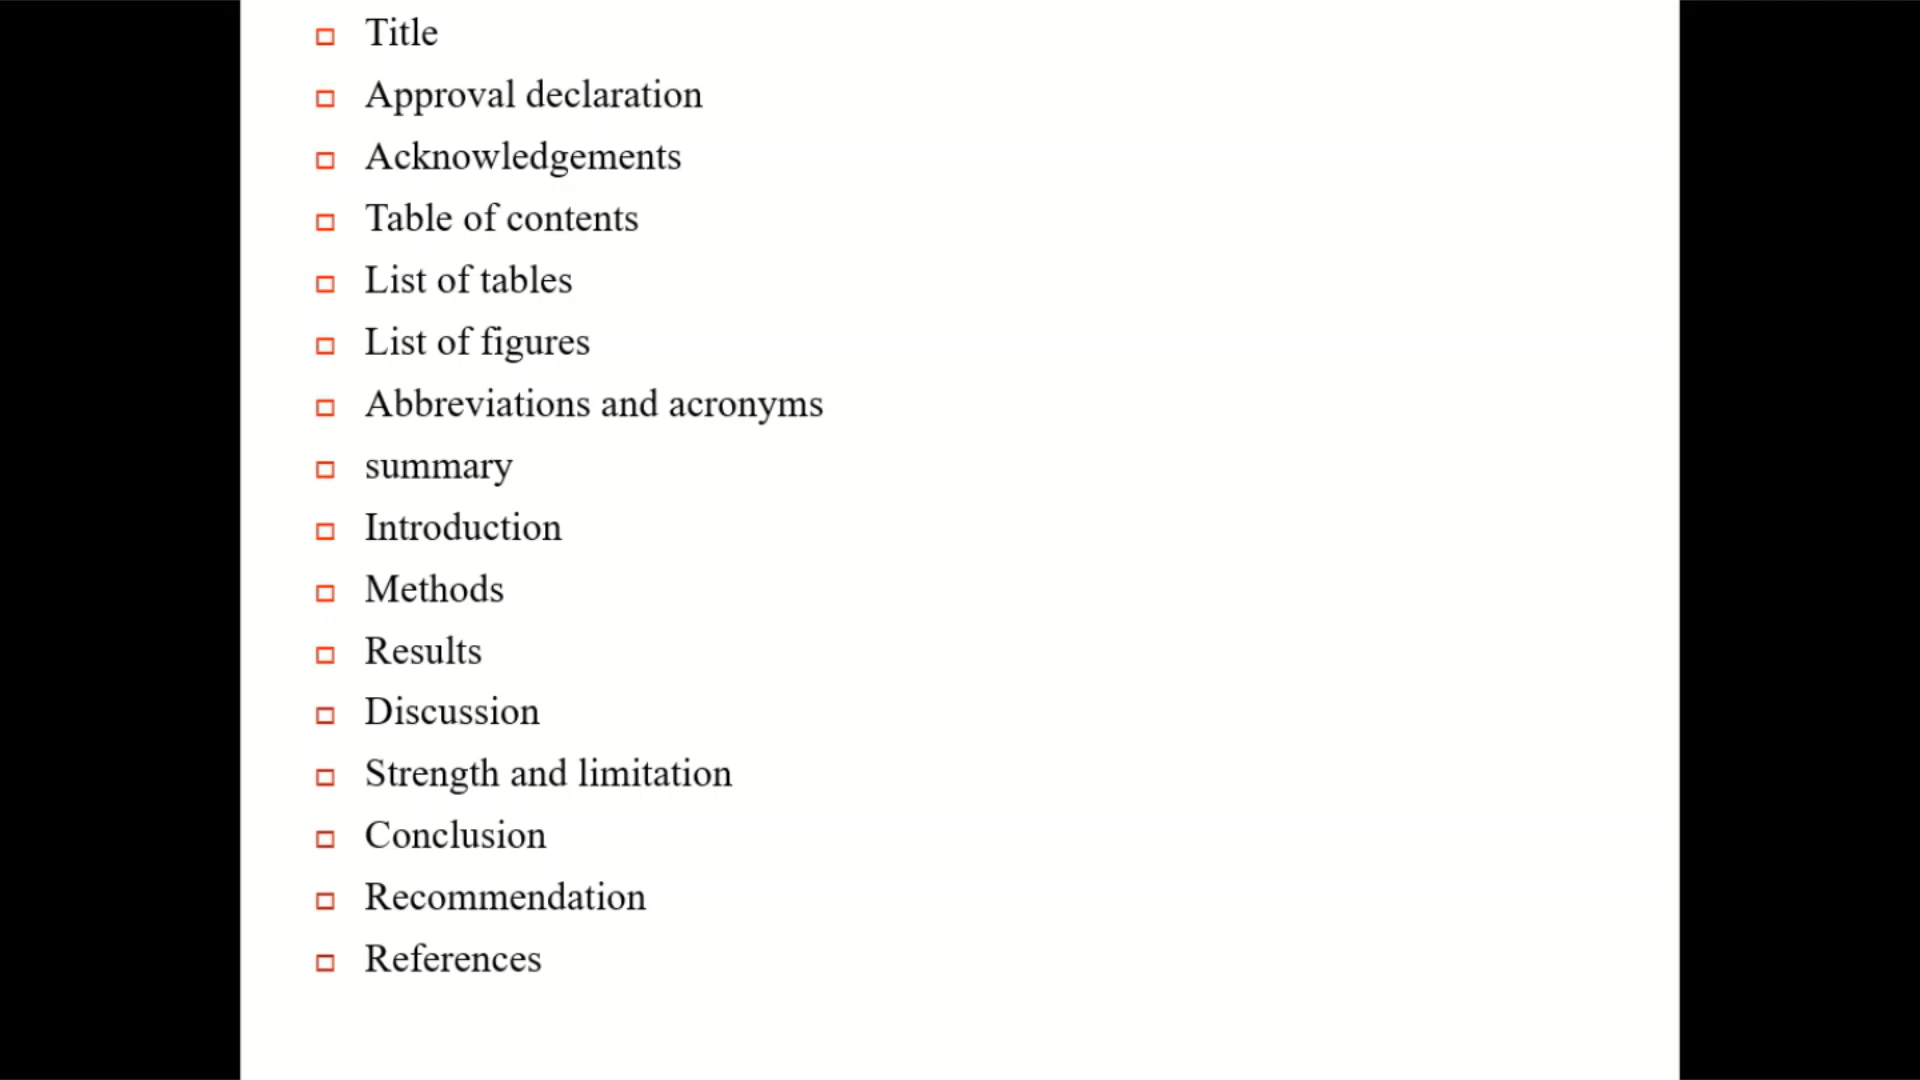 Title
Approval declaration
Acknowledgements
Table of contents
List of tables
List of figures
Abbreviations and acronyms
summary
Introduction
Methods
Results
Discussion
Strength and limitation
Conclusion
Recommendation
References